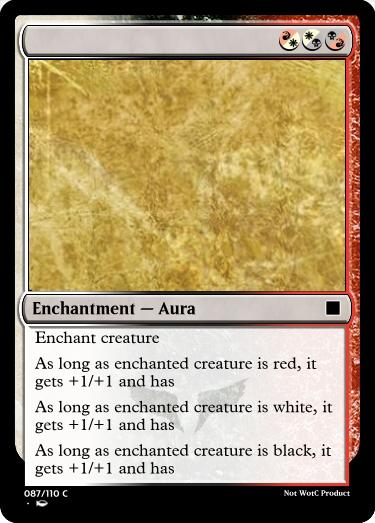 Enchantment — Aura
Enchant creature
As long as enchanted creature is red, it
gets +1/+1 and has
As long as enchanted creature is white, it
gets +1/+1 and has
As long as enchanted creature is black, it
gets +1/+1 and has
087/110 C
Not WotC Product